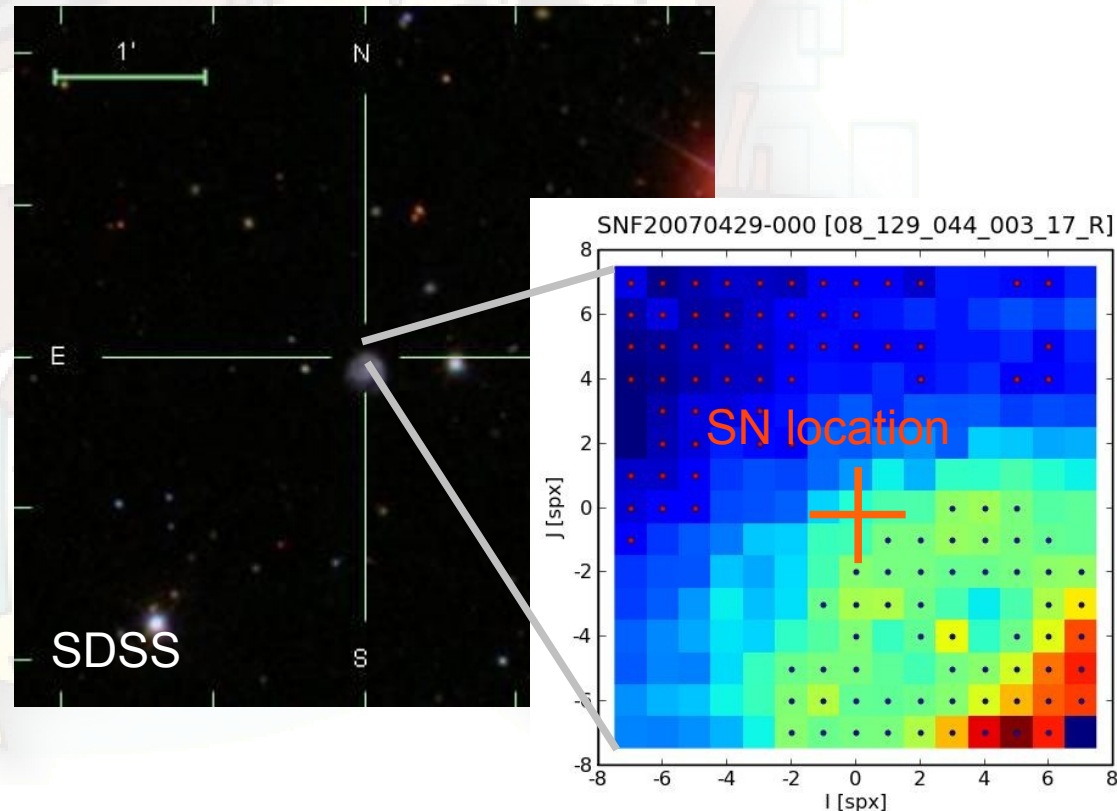 1'
N
E
S
SDSS
SNF20070429-000 [08_129_044_003_17_R]
SN location
J [spx]
8
6
4
2
0
-2
-4
-6
-8
-8 -6 -4 -2 0 2 4 6 8
I [spx]